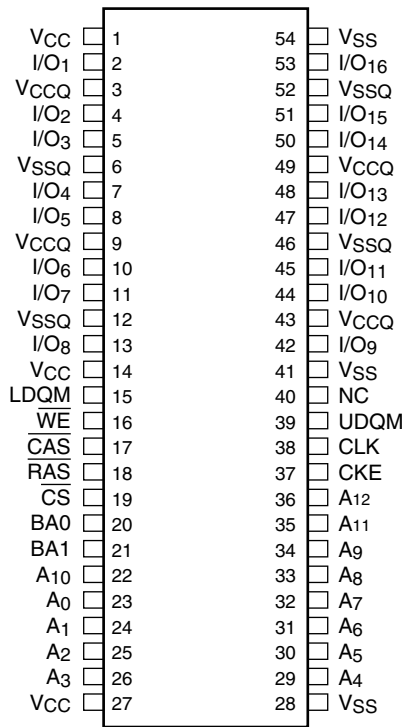 VCC 1 54 VSS
I/O1 2 53 I/O16
VCCQ 3 52 VSSQ
I/O2 4 51 I/O15
I/O3 5 50 I/O14
VSSQ 6 49 VCCQ
I/O4 7 48 I/O13
I/O5 8 47 I/O12
VCCQ 9 46 VSSQ
I/O6 10 45 I/O11
I/O7 11 44 I/O10
VSSQ 12 43 VCCQ
I/O8 13 42 I/O9
VCC 14 41 VSS
LDQM 15 40 NC
W̅E̅ 16 39 UDQM
C̅A̅S̅ 17 38 CLK
R̅A̅S̅ 18 37 CKE
C̅S̅ 19 36 A12
BA0 20 35 A11
BA1 21 34 A9
A10 22 33 A8
A0 23 32 A7
A1 24 31 A6
A2 25 30 A5
A3 26 29 A4
VCC 27 28 VSS